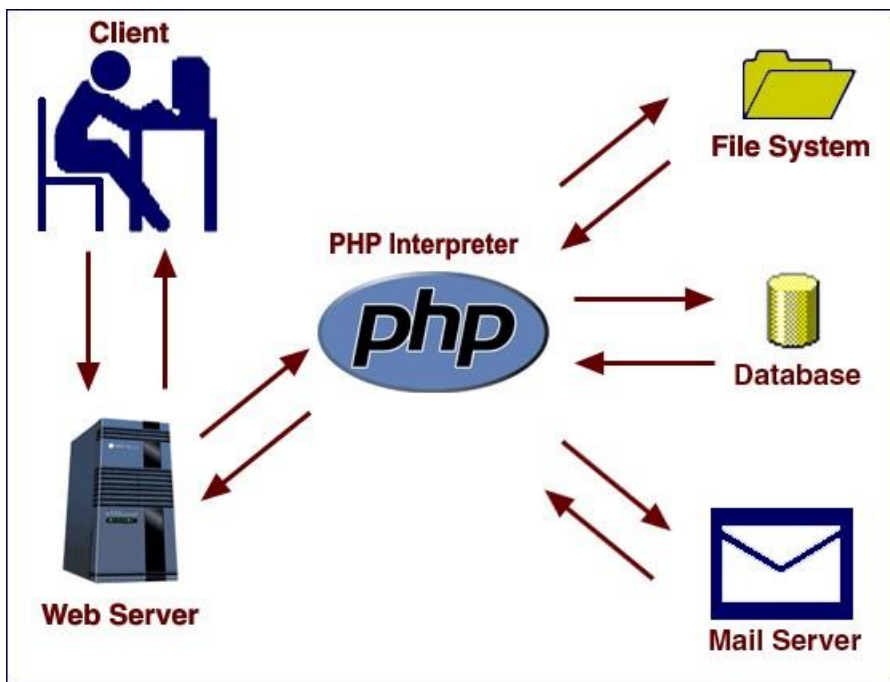 Client
File System
PHP Interpreter
php
Database
Web Server
Mail Server